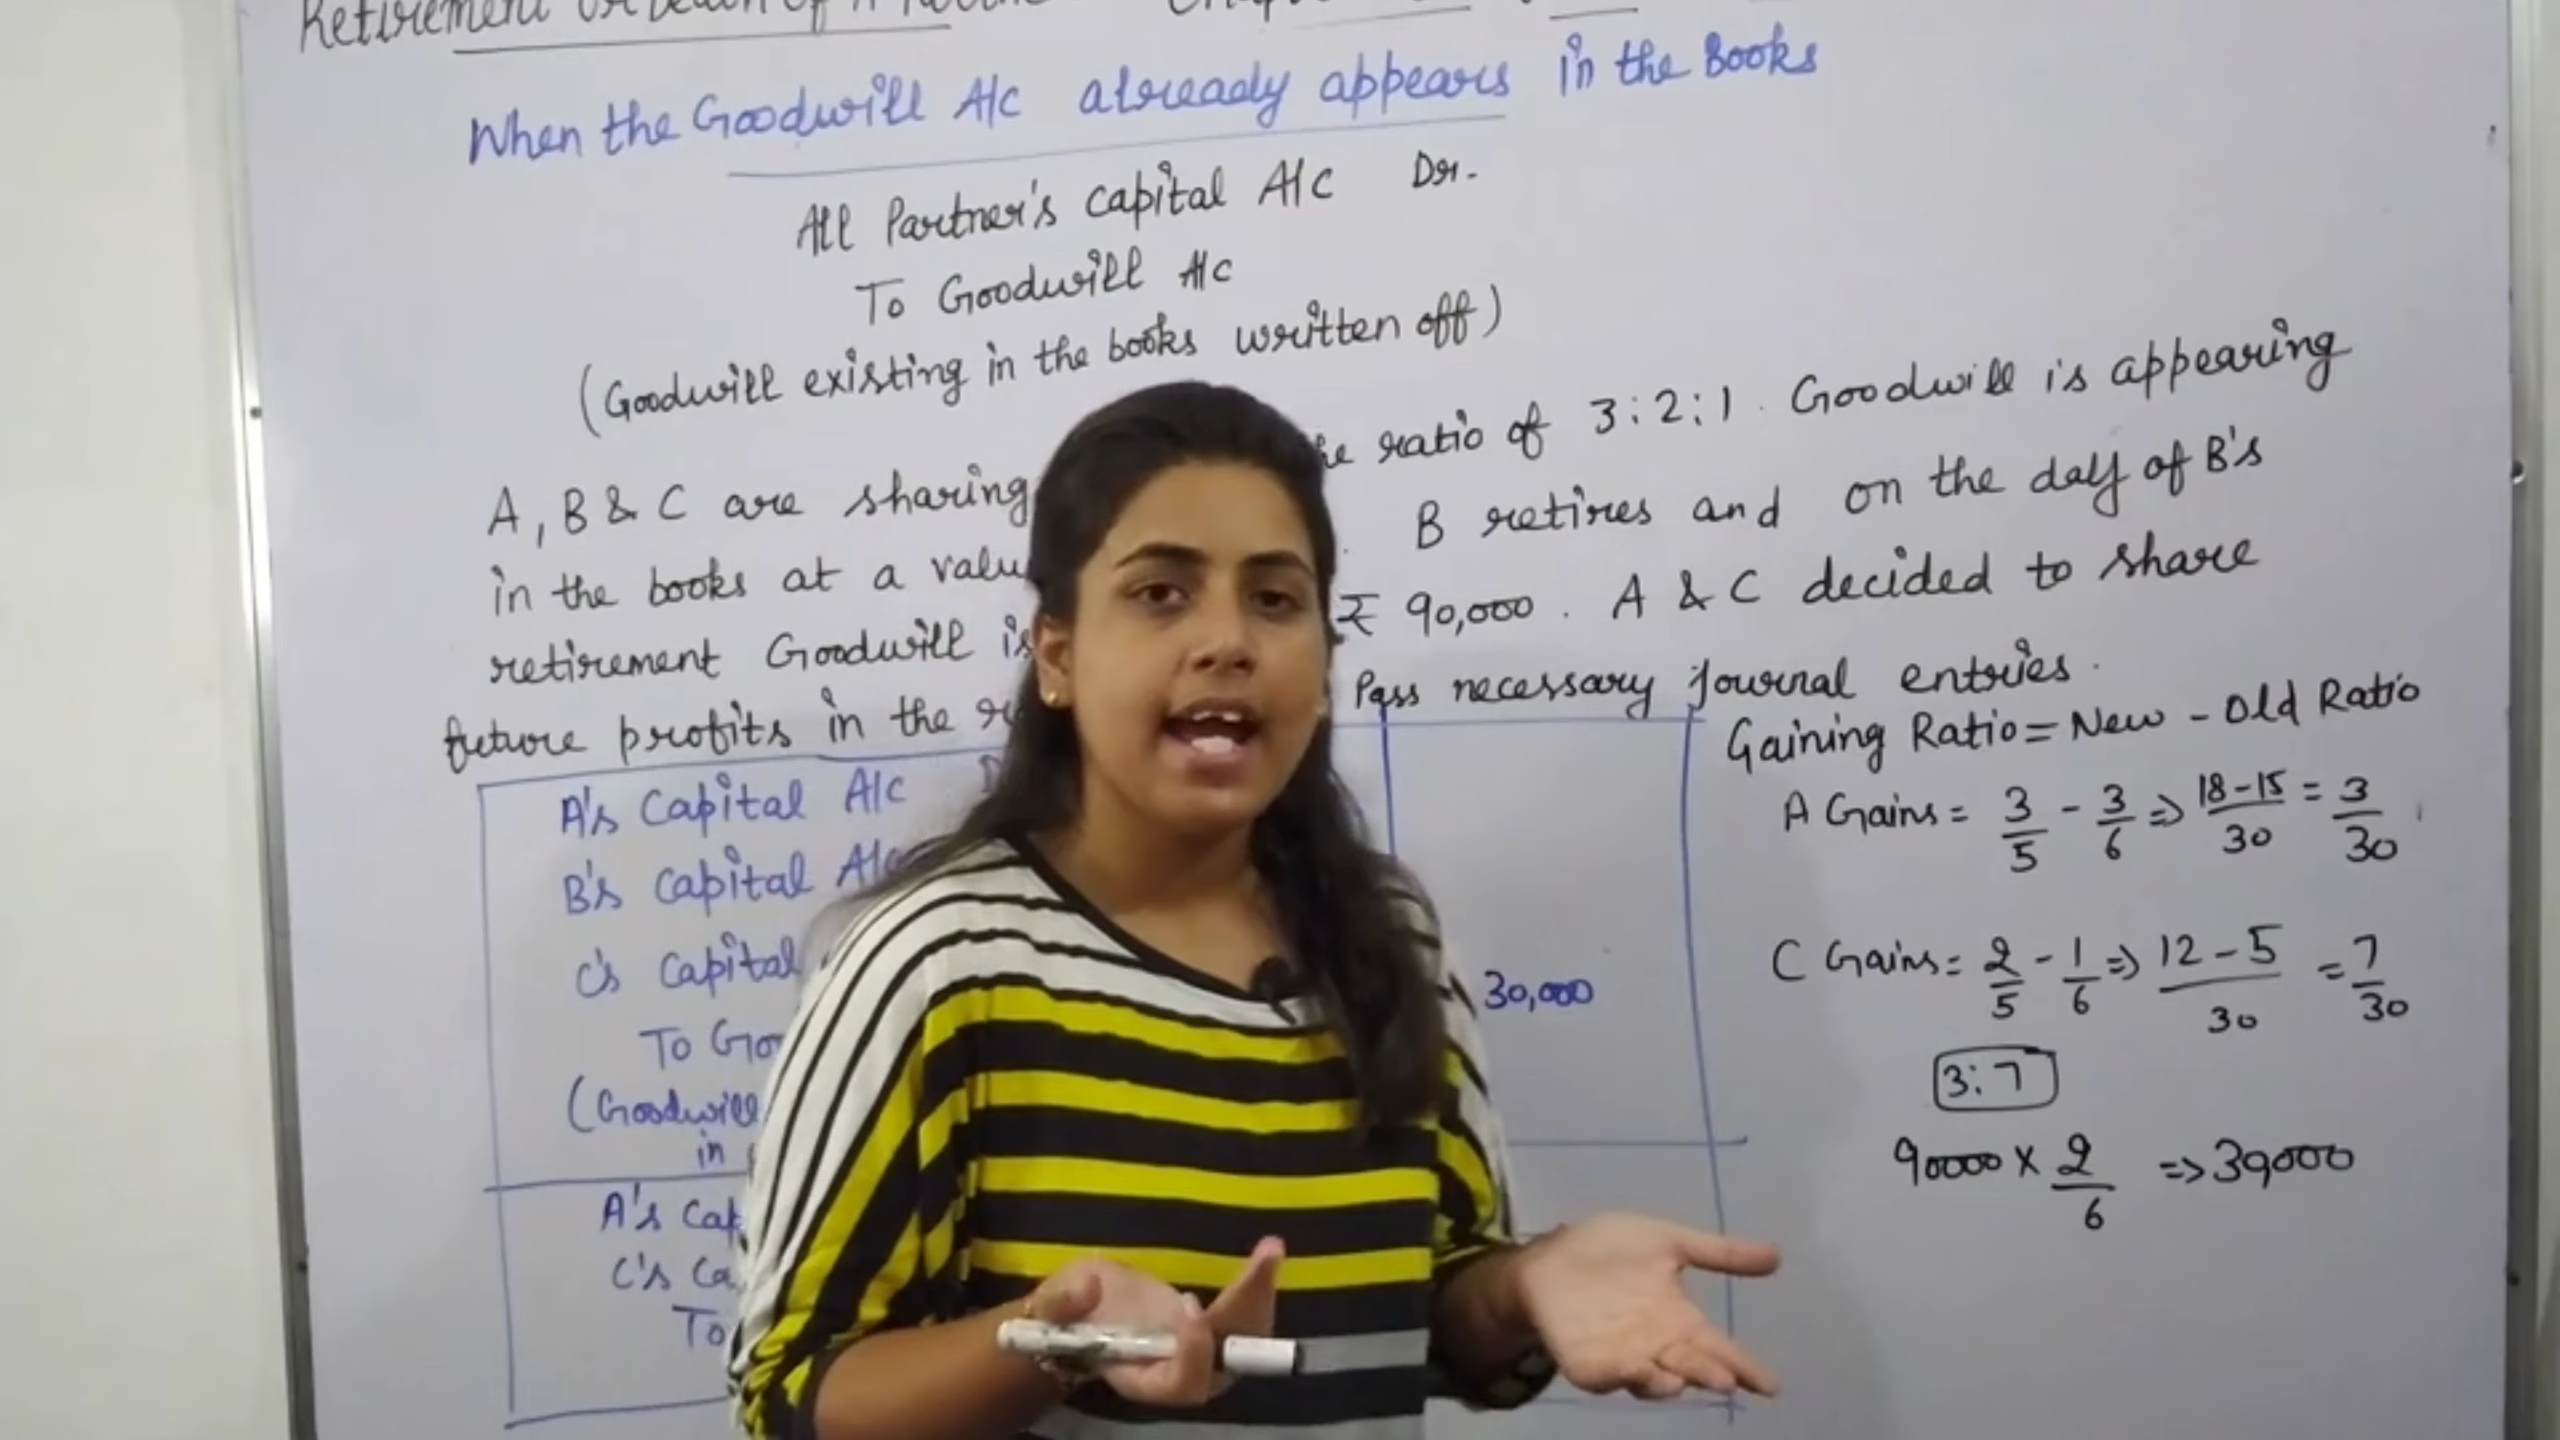 Retirement
When the Goodwill A/c already appears in the Books
All Partner's Capital A/c Dr.
To Goodwill A/c
(Goodwill existing in the books written off)
A, B & C are sharing ratio of 3:2:1. Goodwill is appearing
in the books at a B retires and on the day of B's
retirement Goodwill is ₹ 90,000. A & C decided to share
future profits in the Pass necessary journal entries.
A's Capital A/c
B's Capital A/c
C's Capital
To
(Goodwill
in
30,000
A's
C's
To
Gaining Ratio = New - Old Ratio
A Gains = 3/5 - 3/6 => 18-15/30 = 3/30
C Gains = 2/5 - 1/6 => 12-5/30 = 7/30
3:7
90000 x 2/6 => 30,000